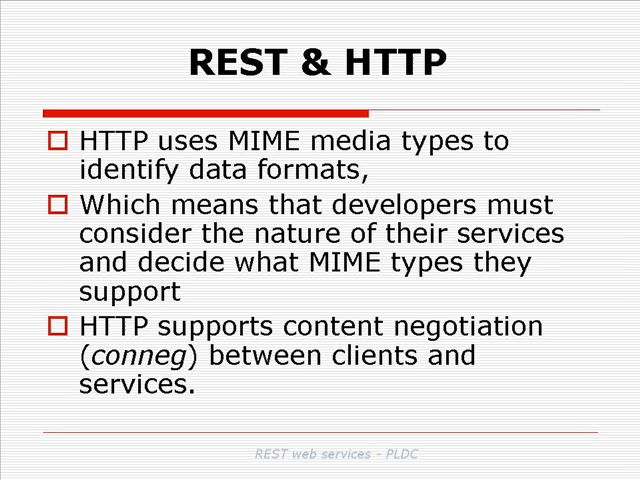 REST & HTTP
HTTP uses MIME media types to
identify data formats,
Which means that developers must
consider the nature of their services
and decide what MIME types they
support
HTTP supports content negotiation
(conneg) between clients and
services.
REST web services - PLDC